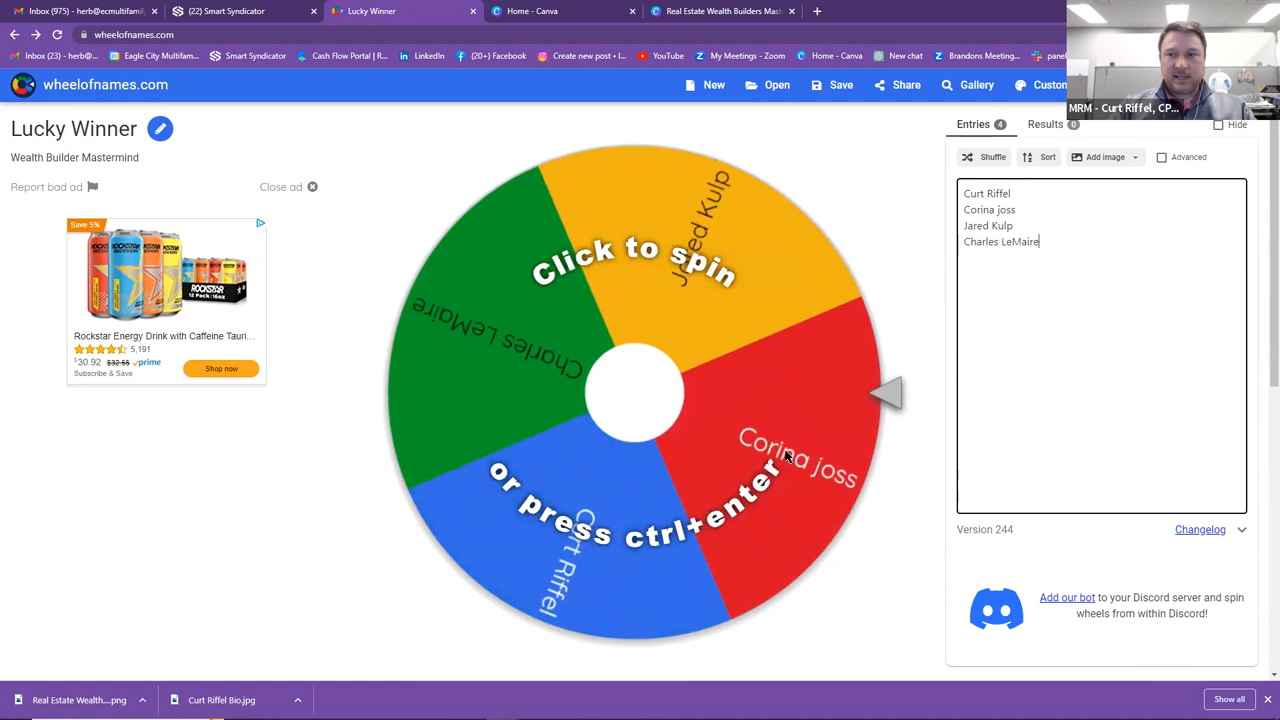 Inbox (975) - herb@ecmultifamily
(22) Smart Syndicator
Lucky Winner
Home - Canva
Real Estate Wealth Builders Mast
wheelofnames.com
Inbox (23) - herb@
Eagle City Multifam...
Smart Syndicator
Cash Flow Portal |...
LinkedIn
(20+) Facebook
Create new post • I...
YouTube
My Meetings - Zoom
Home - Canva
New chat
Brandons Meeting...
wheelofnames.com
New
Open
Save
Share
Gallery
MRM - Curt Riffel, CP...
Lucky Winner
Wealth Builder Mastermind
Report bad ad
Close ad
Save 5%
ROCKSTAR
12 Pack
Rockstar Energy Drink with Caffeine Tauri...
5,191
$30.92 $32.55 prime
Subscribe & Save
Shop now
Jared Kulp
Click to spin
Charles LeMaire
Corina joss
or press ctrl+enter
Curt Riffel
Entries 4
Results 0
Hide
Shuffle
Sort
Add image
Advanced
Curt Riffel
Corina joss
Jared Kulp
Charles LeMaire
Version 244
Changelog
Add our bot to your Discord server and spin
wheels from within Discord!
Real Estate Wealth....png
Curt Riffel Bio.jpg
Show all